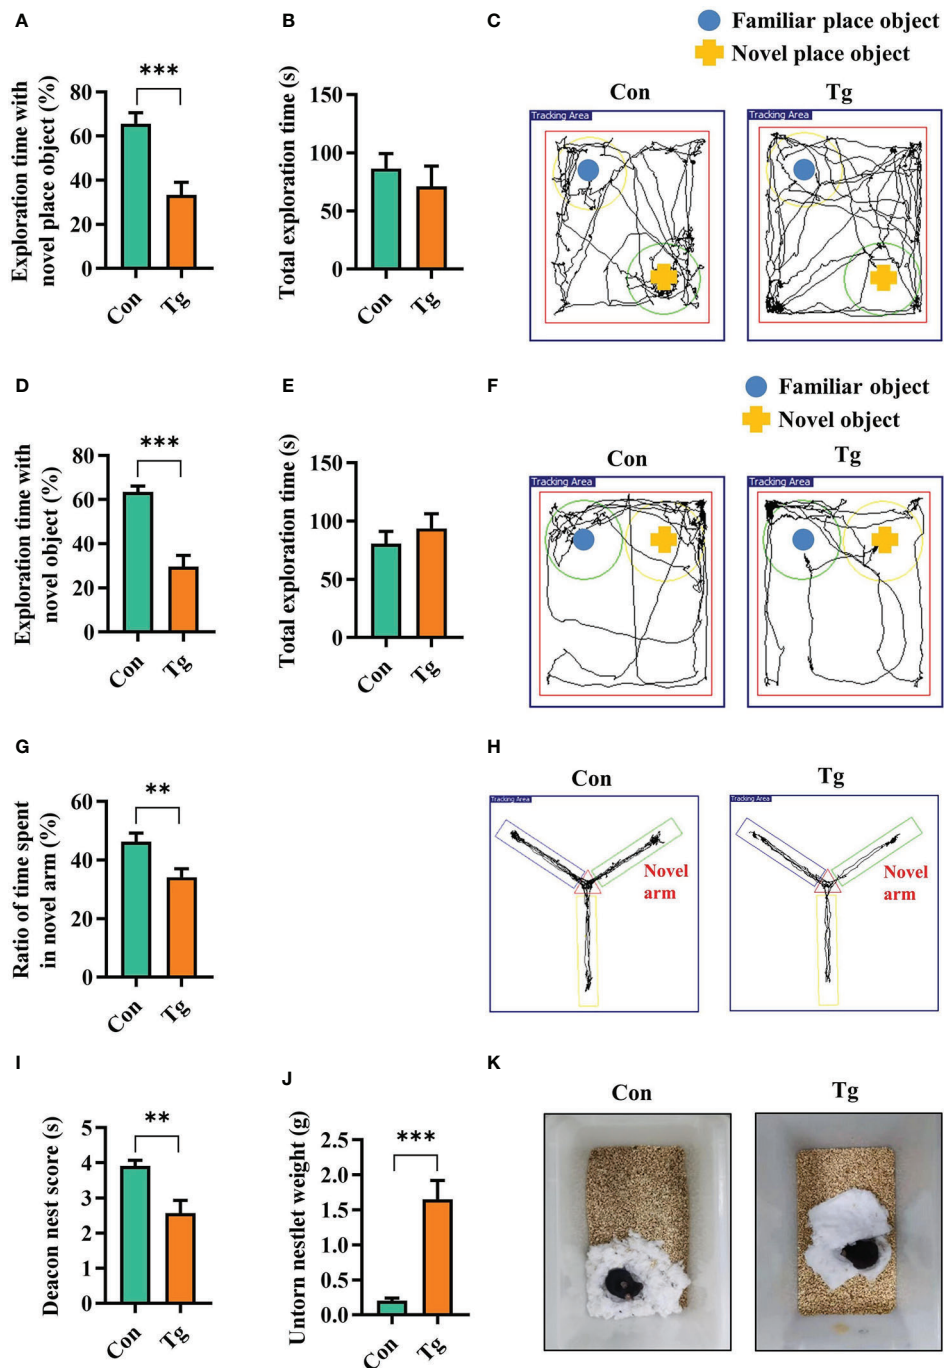 A
B
C
Familiar place object
Novel place object
Con
Tg
Exploration time with
novel place object (%)
***
80
60
40
20
0
Con
Tg
Total exploration time (s)
150
100
50
0
Con
Tg
Tracking Area
Tracking Area
D
E
F
Familiar object
Novel object
Con
Tg
Exploration time with
novel object (%)
***
80
60
40
20
0
Con
Tg
Total exploration time (s)
150
100
50
0
Con
Tg
Tracking Area
Tracking Area
G
H
Con
Tg
Ratio of time spent
in novel arm (%)
**
60
40
20
0
Con
Tg
Tracking Area
Novel
arm
Tracking Area
Novel
arm
I
J
K
Deacon nest score (s)
**
5
4
3
2
1
0
Con
Tg
Untorn nestlet weight (g)
***
2.5
2.0
1.5
1.0
0.5
0.0
Con
Tg
Con
Tg